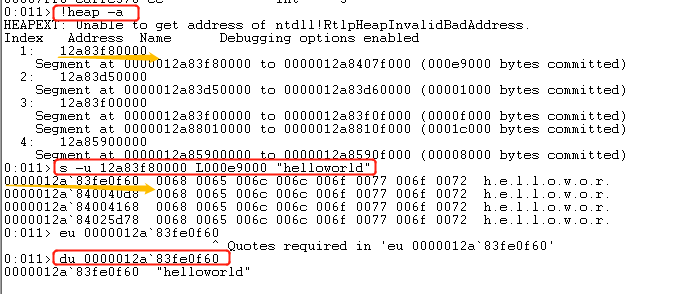 0:011> !heap -a
HEAPEXT: Unable to get address of ntdll!RtlpHeapInvalidBadAddress.
Index   Address  Name      Debugging options enabled
  1:   12a83f80000
    Segment at 0000012a83f80000 to 0000012a8407f000 (000e9000 bytes committed)
  2:   12a83d50000
    Segment at 0000012a83d50000 to 0000012a83d60000 (00001000 bytes committed)
  3:   12a83f00000
    Segment at 0000012a83f00000 to 0000012a83f0f000 (0000f000 bytes committed)
    Segment at 0000012a88010000 to 0000012a8810f000 (0001c000 bytes committed)
  4:   12a85900000
    Segment at 0000012a85900000 to 0000012a8590f000 (00008000 bytes committed)
0:011> s -u 12a83f80000 L000e9000 "helloworld"
0000012a`83fe0f60  0068 0065 006c 006c 006f 0077 006f 0072  h.e.l.l.o.w.o.r.
0000012a`840040d8  0068 0065 006c 006c 006f 0077 006f 0072  h.e.l.l.o.w.o.r.
0000012a`84004168  0068 0065 006c 006c 006f 0077 006f 0072  h.e.l.l.o.w.o.r.
0000012a`84025d78  0068 0065 006c 006c 006f 0077 006f 0072  h.e.l.l.o.w.o.r.
0:011> eu 0000012a`83fe0f60
^ Quotes required in 'eu 0000012a`83fe0f60'
0:011> du 0000012a`83fe0f60
0000012a`83fe0f60  "helloworld"